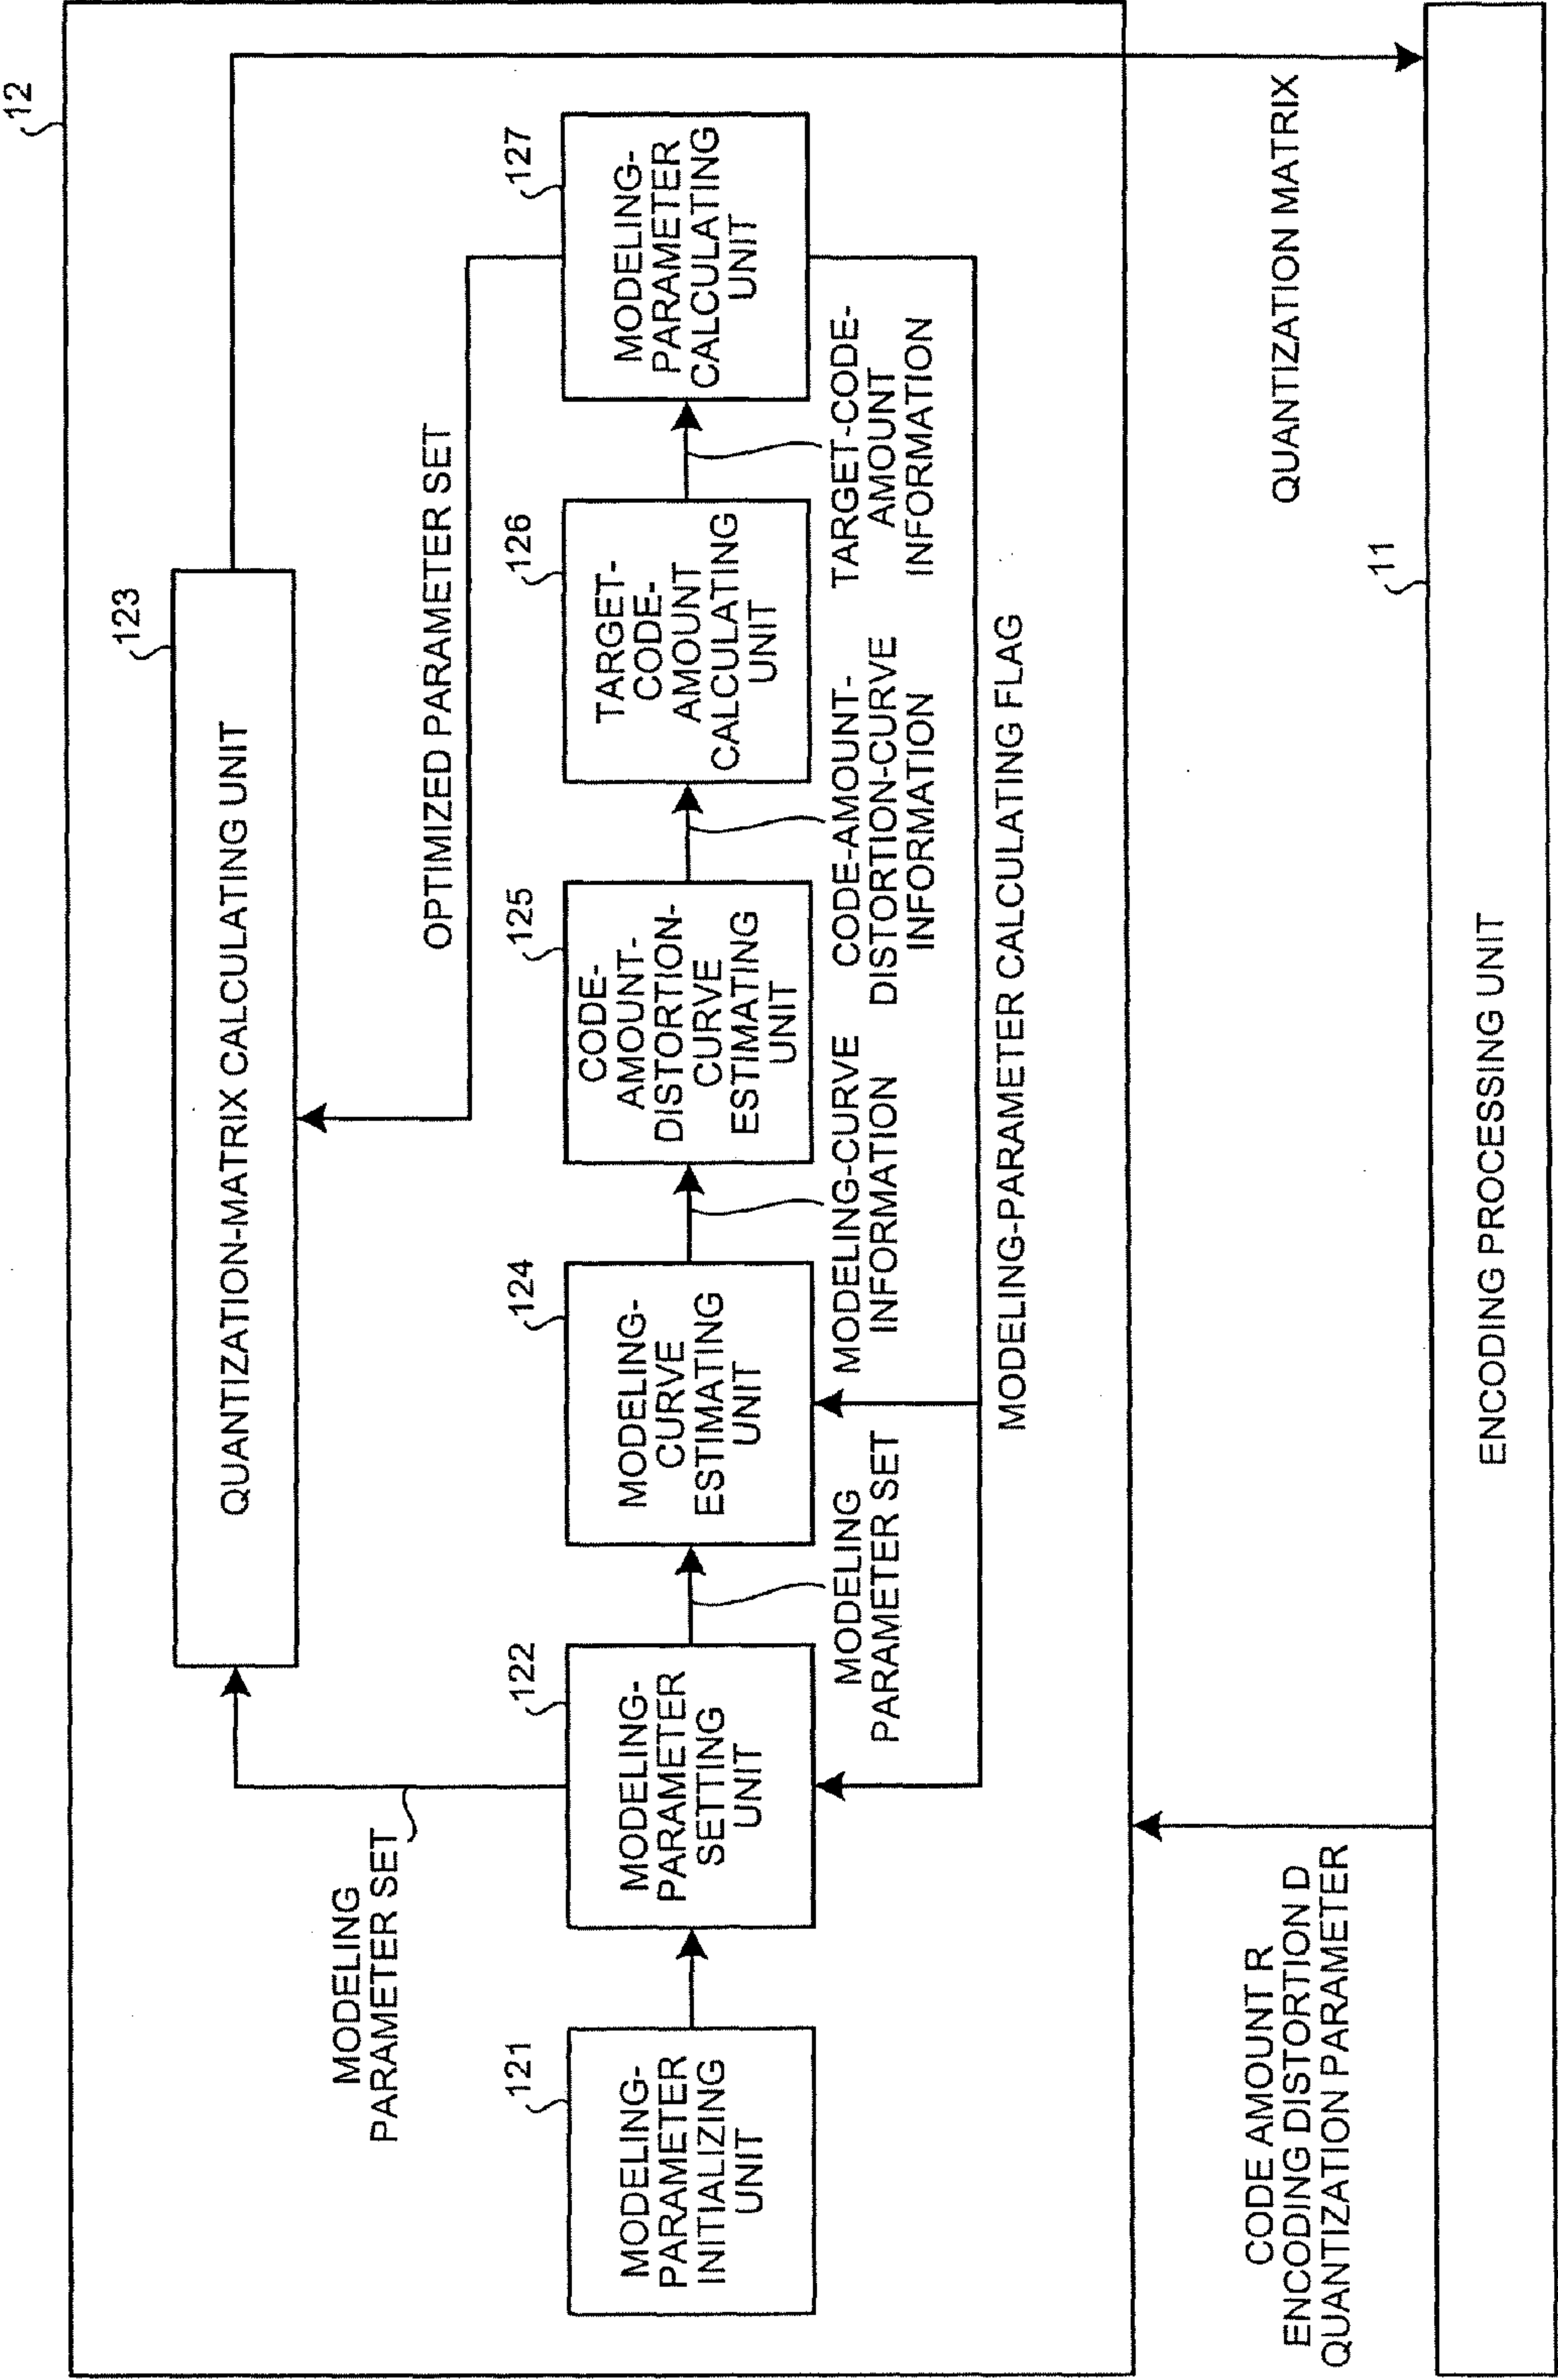 12
123
QUANTIZATION-MATRIX CALCULATING UNIT
MODELING
PARAMETER SET
OPTIMIZED PARAMETER SET
121
MODELING-
PARAMETER
INITIALIZING
UNIT
122
MODELING-
PARAMETER
SETTING
UNIT
124
MODELING-
CURVE
ESTIMATING
UNIT
125
CODE-
AMOUNT-
DISTORTION-
CURVE
ESTIMATING
UNIT
126
TARGET-
CODE-
AMOUNT
CALCULATING
UNIT
127
MODELING-
PARAMETER
CALCULATING
UNIT
MODELING
PARAMETER SET
MODELING-CURVE
INFORMATION
CODE-AMOUNT-
DISTORTION-CURVE
INFORMATION
TARGET-CODE-
AMOUNT
INFORMATION
MODELING-PARAMETER CALCULATING FLAG
CODE AMOUNT R
ENCODING DISTORTION D
QUANTIZATION PARAMETER
QUANTIZATION MATRIX
11
ENCODING PROCESSING UNIT